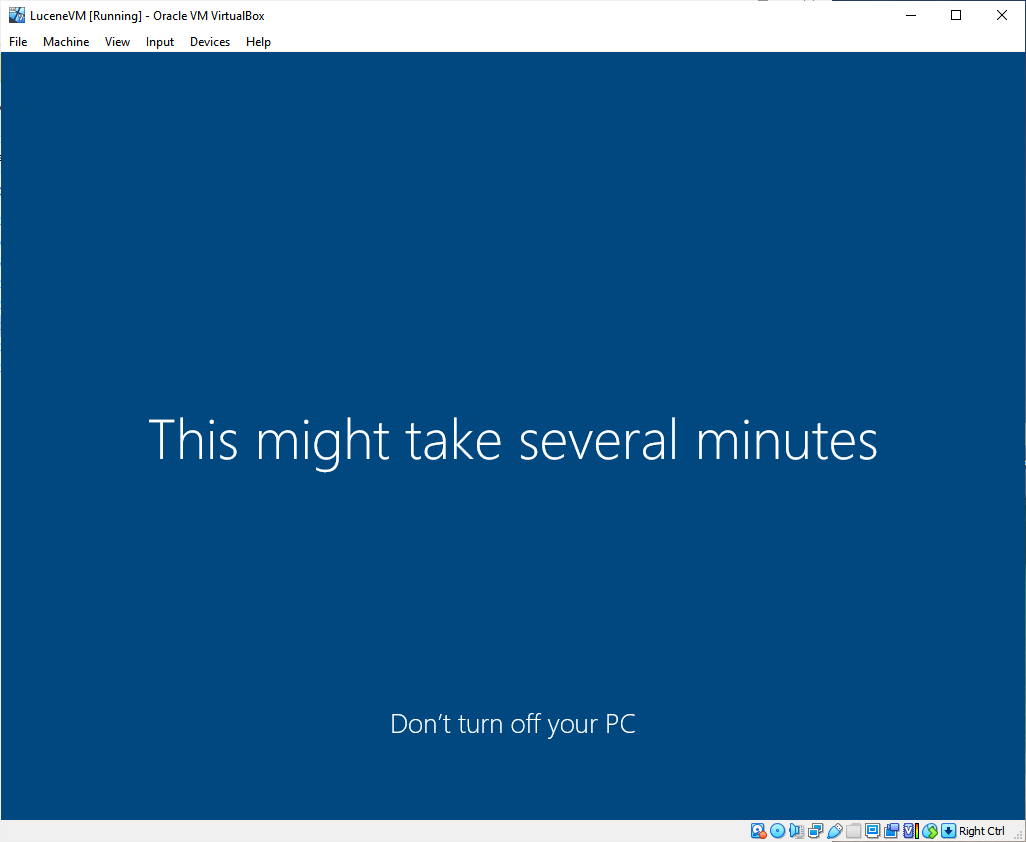 LuceneVM [Running] - Oracle VM VirtualBox
File Machine View Input Devices Help
This might take several minutes
Don’t turn off your PC
Right Ctrl